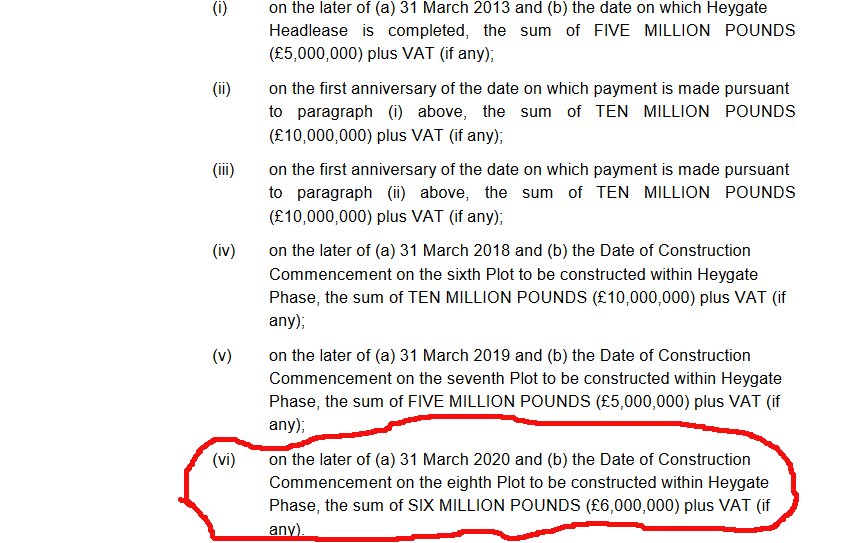 (i) on the later of (a) 31 March 2013 and (b) the date on which Heygate
Headlease is completed, the sum of FIVE MILLION POUNDS
(£5,000,000) plus VAT (if any);
(ii) on the first anniversary of the date on which payment is made pursuant
to paragraph (i) above, the sum of TEN MILLION POUNDS
(£10,000,000) plus VAT (if any);
(iii) on the first anniversary of the date on which payment is made pursuant
to paragraph (ii) above, the sum of TEN MILLION POUNDS
(£10,000,000) plus VAT (if any);
(iv) on the later of (a) 31 March 2018 and (b) the Date of Construction
Commencement on the sixth Plot to be constructed within Heygate
Phase, the sum of TEN MILLION POUNDS (£10,000,000) plus VAT (if
any);
(v) on the later of (a) 31 March 2019 and (b) the Date of Construction
Commencement on the seventh Plot to be constructed within Heygate
Phase, the sum of FIVE MILLION POUNDS (£5,000,000) plus VAT (if
any);
(vi) on the later of (a) 31 March 2020 and (b) the Date of Construction
Commencement on the eighth Plot to be constructed within Heygate
Phase, the sum of SIX MILLION POUNDS (£6,000,000) plus VAT (if
any).